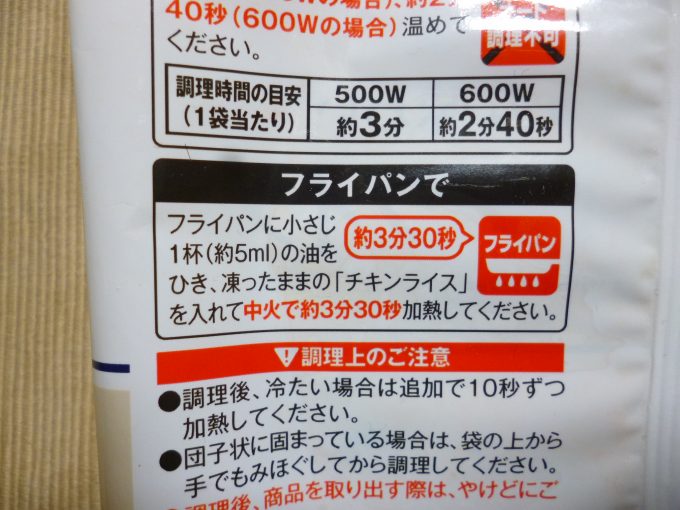 40秒(600Wの場合)温めて
ください。
調理不可
調理時間の目安
(1袋当たり)
500W
600W
約3分
約2分40秒
フライパンで
フライパンに小さじ
1杯(約5ml)の油を
ひき、凍ったままの「チキンライス」
を入れて中火で約3分30秒加熱してください。
約3分30秒
フライパン
調理上のご注意
●調理後、冷たい場合は追加で10秒ずつ
加熱してください。
●団子状に固まっている場合は、袋の上から
手でもみほぐしてから調理してください。
●調理後、商品を取り出す際は、やけどにご